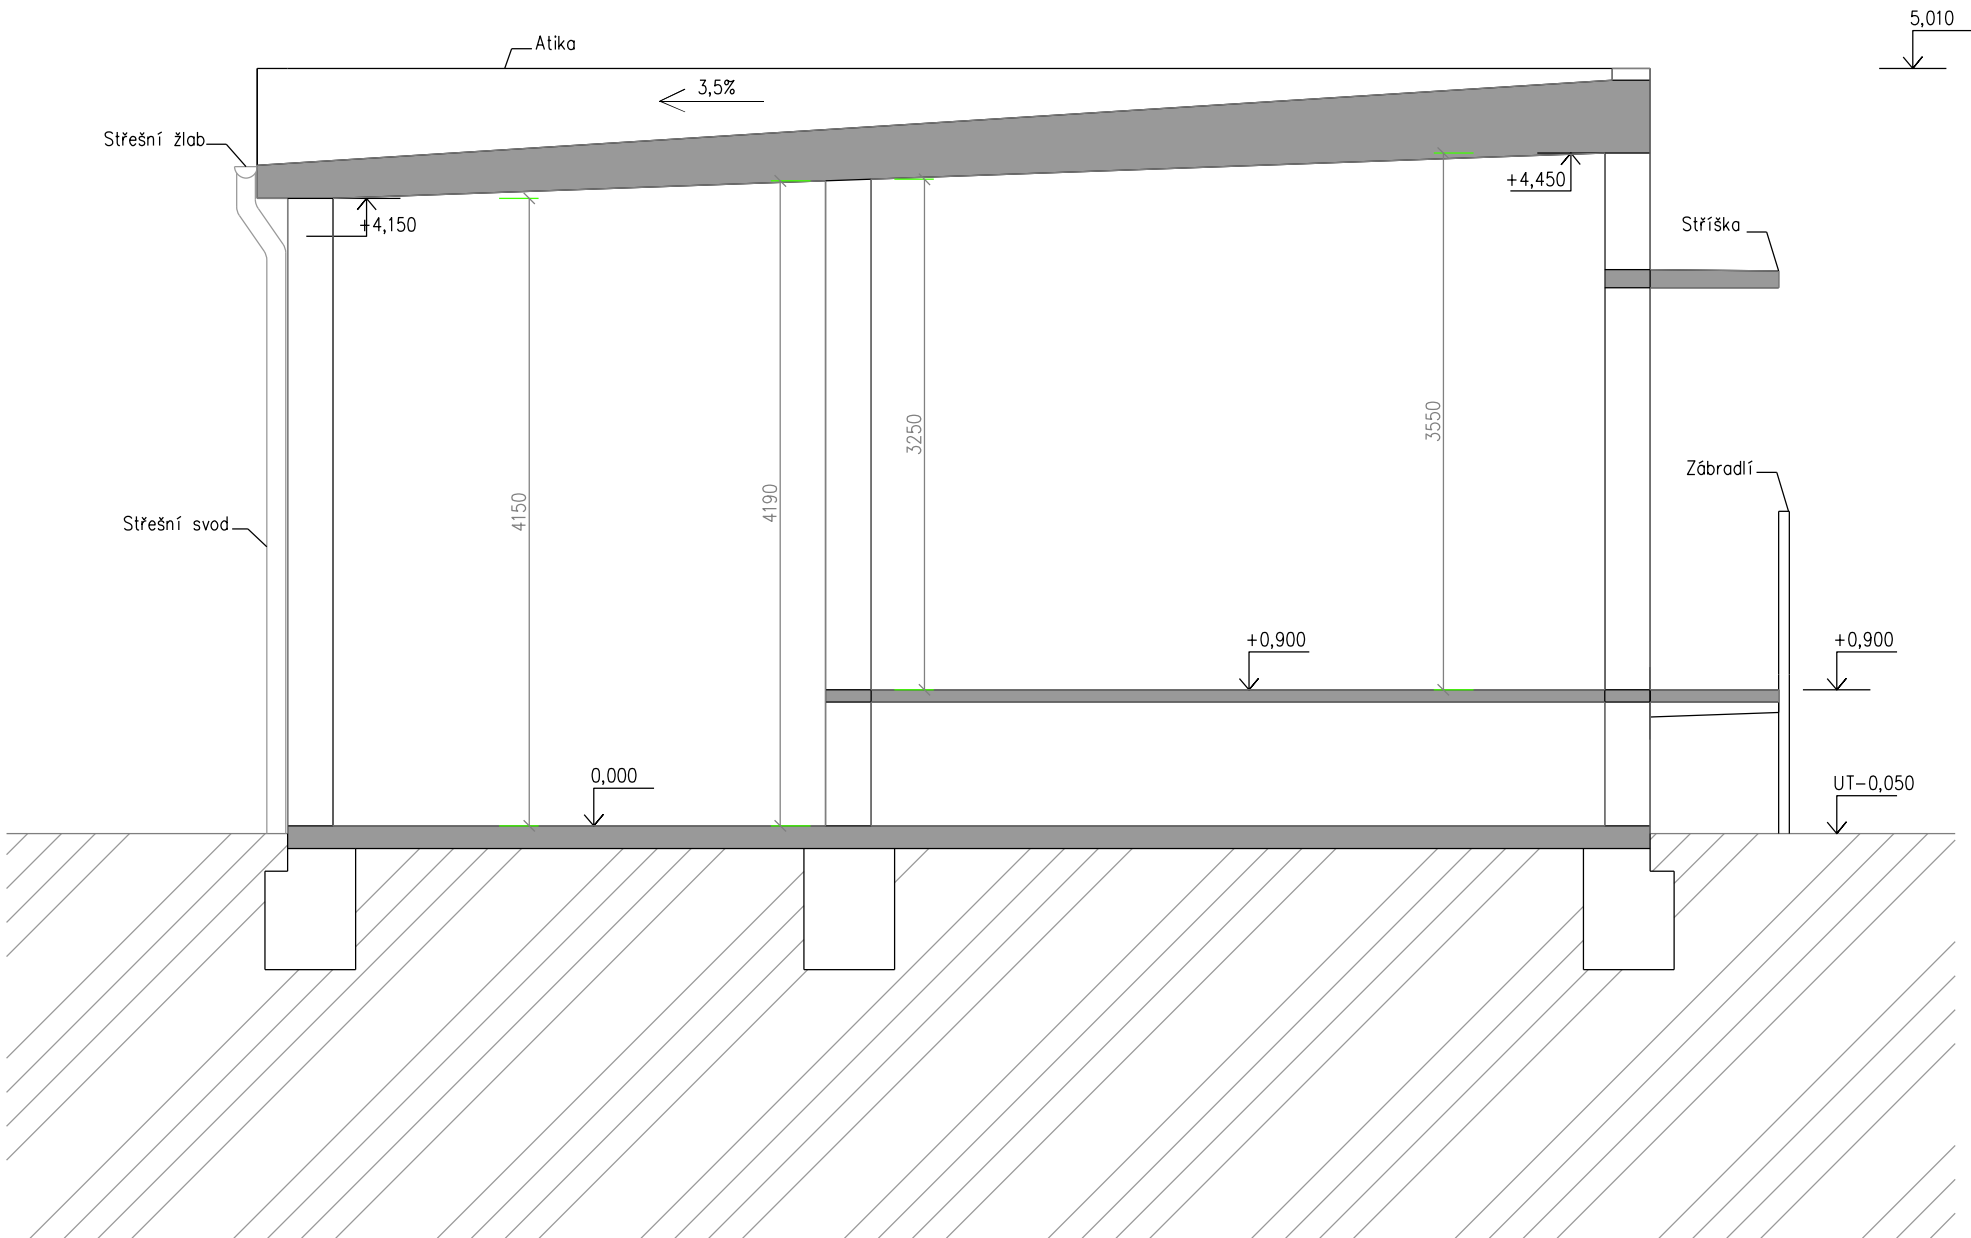 5,010
Atika
3,5%
Střešní žlab
+4,450
+4,150
Stříška
3550
3250
Zábradlí
4190
4150
Střešní svod
+0,900
+0,900
0,000
UT-0,050